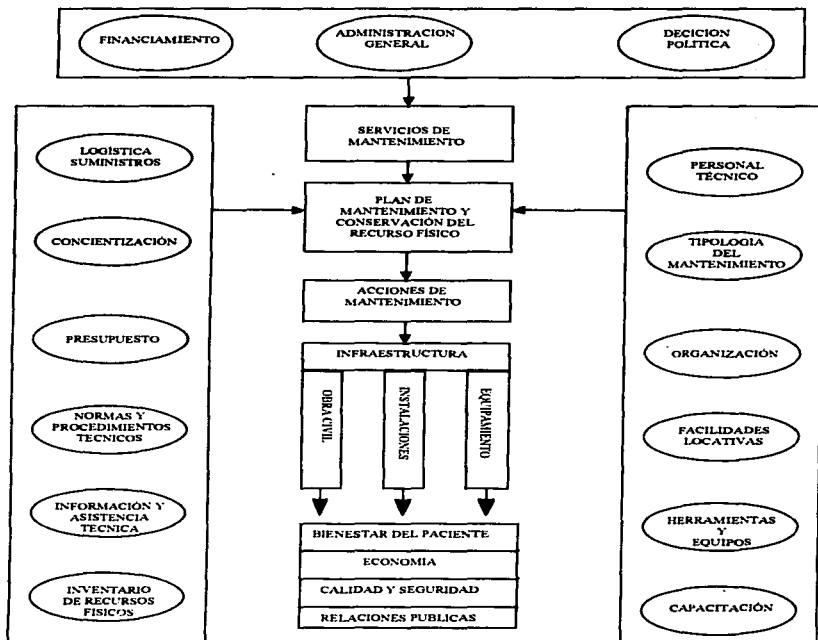 FINANCIAMIENTO
ADMINISTRACION
GENERAL
DECICION
POLITICA
SERVICIOS DE
MANTENIMIENTO
PLAN DE
MANTENIMIENTO Y
CONSERVACIÓN DEL
RECURSO FÍSICO
ACCIONES DE
MANTENIMIENTO
INFRAESTRUCTURA
OBRA CIVIL
INSTALACIONES
EQUIPAMIENTO
BIENESTAR DEL PACIENTE
ECONOMIA
CALIDAD Y SEGURIDAD
RELACIONES PUBLICAS
LOGÍSTICA
SUMINISTROS
CONCIENTIZACIÓN
PRESUPUESTO
NORMAS Y
PROCEDIMIENTOS
TECNICOS
INFORMACIÓN Y
ASISTENCIA
TECNICA
INVENTARIO
DE RECURSOS
FISICOS
PERSONAL
TÉCNICO
TIPOLOGIA
DEL
MANTENIMIENTO
ORGANIZACIÓN
FACILIDADES
LOCATIVAS
HERRAMIENTAS
Y
EQUIPOS
CAPACITACIÓN